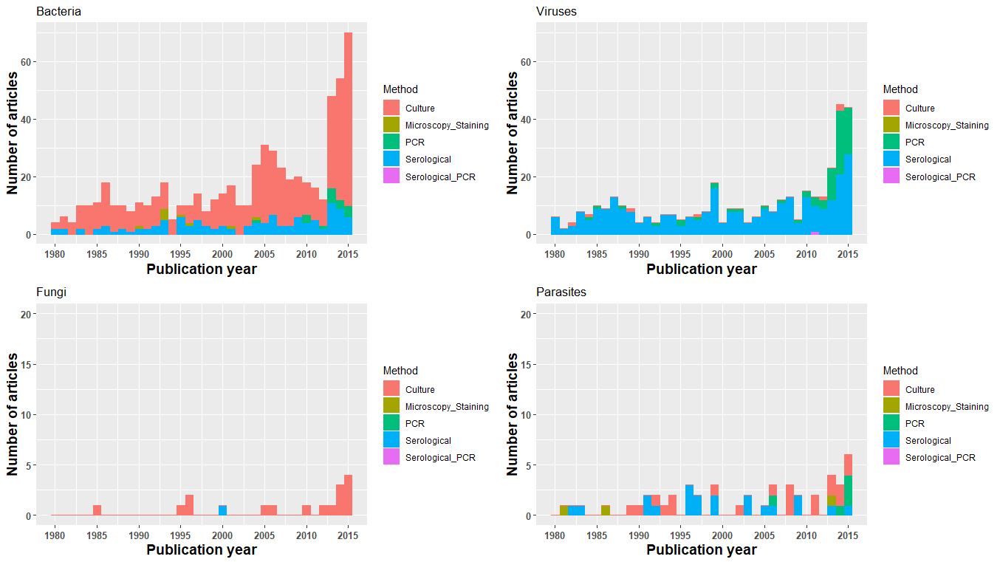 Bacteria
Number of articles
60
40
20
0
1980 1985 1990 1995 2000 2005 2010 2015
Publication year
Method
Culture
Microscopy_Staining
PCR
Serological
Serological_PCR
Viruses
Number of articles
60
40
20
0
1980 1985 1990 1995 2000 2005 2010 2015
Publication year
Method
Culture
Microscopy_Staining
PCR
Serological
Serological_PCR
Fungi
Number of articles
20
15
10
5
0
1980 1985 1990 1995 2000 2005 2010 2015
Publication year
Method
Culture
Microscopy_Staining
PCR
Serological
Serological_PCR
Parasites
Number of articles
20
15
10
5
0
1980 1985 1990 1995 2000 2005 2010 2015
Publication year
Method
Culture
Microscopy_Staining
PCR
Serological
Serological_PCR